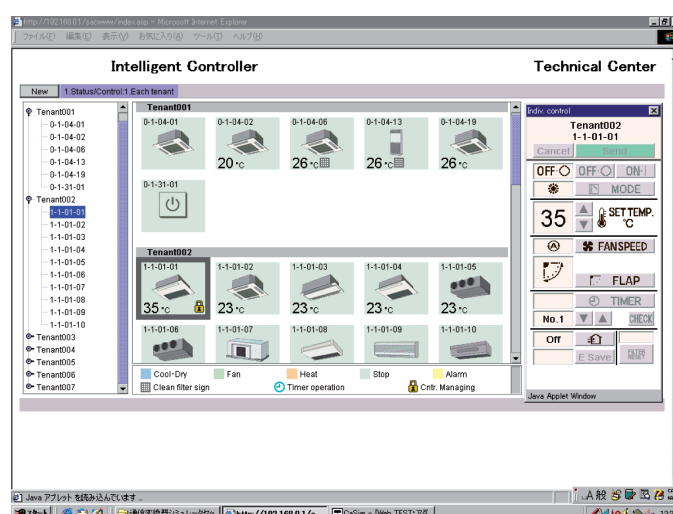 http://192.168.0.1/sacwww/index.asp - Microsoft Internet Explorer
ファイル(F) 編集(E) 表示(V) お気に入り(A) ツール(T) ヘルプ(H)
Intelligent Controller
Technical Center
New
1.Status/Control:1.Each tenant
Tenant001
0-1-04-01
0-1-04-02
0-1-04-06
0-1-04-13
0-1-04-19
0-1-31-01
Tenant002
1-1-01-01
1-1-01-02
1-1-01-03
1-1-01-04
1-1-01-05
1-1-01-06
1-1-01-07
1-1-01-08
1-1-01-09
1-1-01-10
Tenant003
Tenant004
Tenant005
Tenant006
Tenant007
Tenant001
0-1-04-01 0-1-04-02 0-1-04-06 0-1-04-13 0-1-04-19
20 °C 26 °C 26 °C 26 °C
0-1-31-01
Tenant002
1-1-01-01 1-1-01-02 1-1-01-03 1-1-01-04 1-1-01-05
35 °C 23 °C 23 °C 23 °C 23 °C
1-1-01-06 1-1-01-07 1-1-01-08 1-1-01-09 1-1-01-10
Cool・Dry Fan Heat Stop Alarm
Clean filter sign Timer operation Cntr. Managing
Indiv. control
Tenant002
1-1-01-01
Cancel Send
OFF OFF ON
MODE
35 SET TEMP. °C
FANSPEED
FLAP
TIMER
No.1 CHECK
Off
E Save FILTER RESET
Java Applet Window
Java アプレット を読み込んでいます ..
A 般